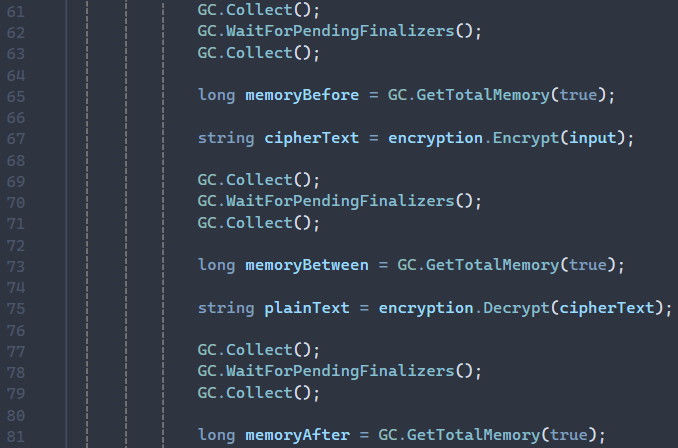 61 GC.Collect();
62 GC.WaitForPendingFinalizers();
63 GC.Collect();
64
65 long memoryBefore = GC.GetTotalMemory(true);
66
67 string cipherText = encryption.Encrypt(input);
68
69 GC.Collect();
70 GC.WaitForPendingFinalizers();
71 GC.Collect();
72
73 long memoryBetween = GC.GetTotalMemory(true);
74
75 string plainText = encryption.Decrypt(cipherText);
76
77 GC.Collect();
78 GC.WaitForPendingFinalizers();
79 GC.Collect();
80
81 long memoryAfter = GC.GetTotalMemory(true);